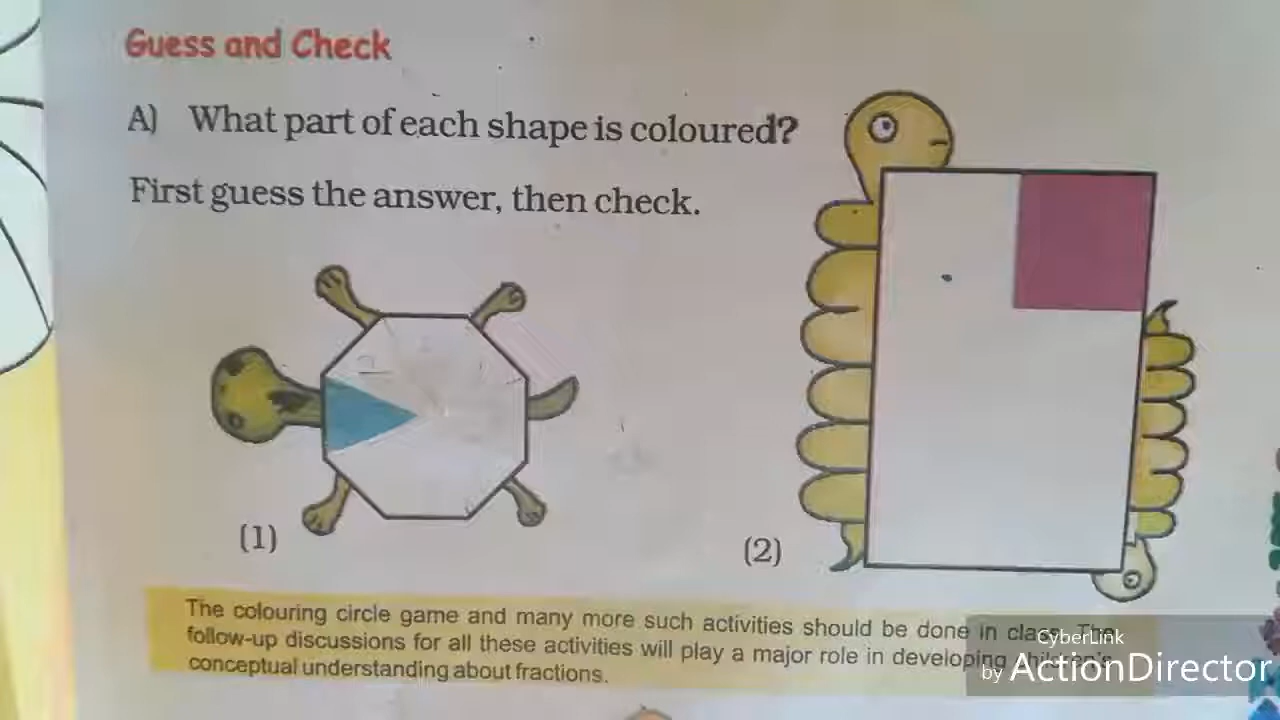 Guess and Check
A) What part of each shape is coloured?
First guess the answer, then check.
(1)
(2)
The colouring circle game and many more such activities should be done in class. The
follow-up discussions for all these activities will play a major role in developing children's
conceptual understanding about fractions.
CyberLink
by ActionDirector